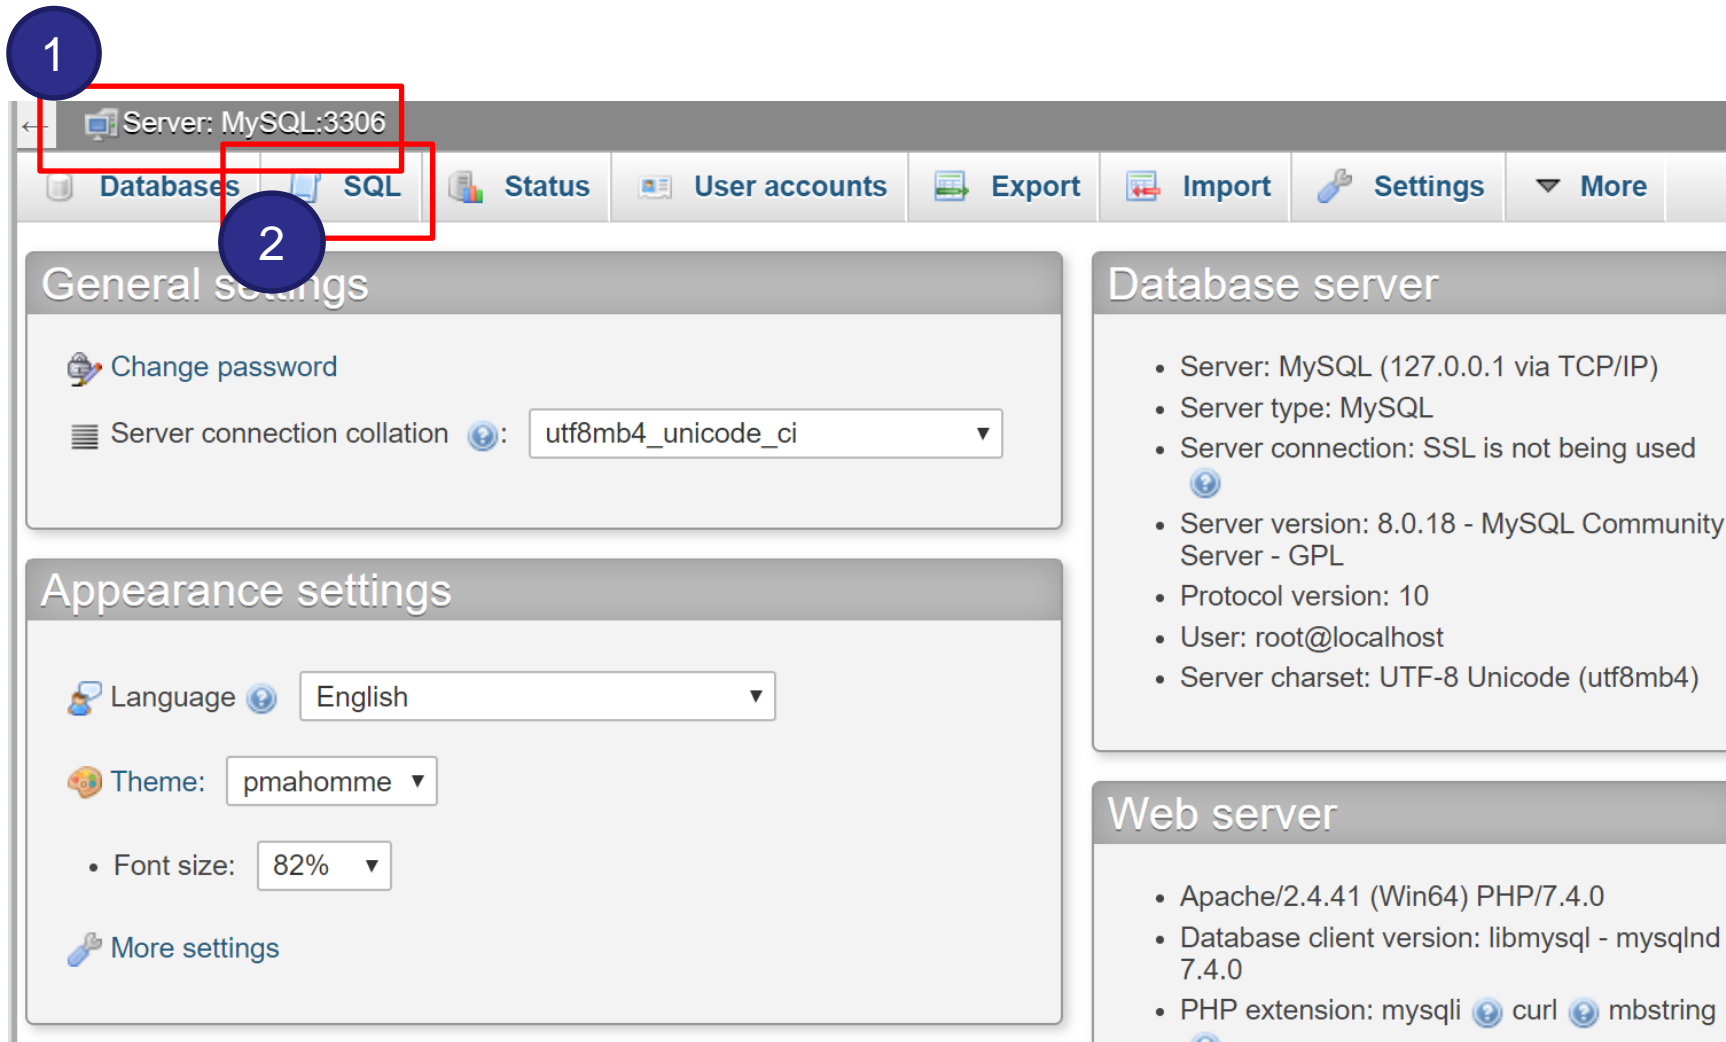 1
← Server: MySQL:3306
Databases SQL Status User accounts Export Import Settings More
2
General settings
Change password
Server connection collation : utf8mb4_unicode_ci
Appearance settings
Language English
Theme: pmahomme
• Font size: 82%
More settings
Database server
• Server: MySQL (127.0.0.1 via TCP/IP)
• Server type: MySQL
• Server connection: SSL is not being used
• Server version: 8.0.18 - MySQL Community
Server - GPL
• Protocol version: 10
• User: root@localhost
• Server charset: UTF-8 Unicode (utf8mb4)
Web server
• Apache/2.4.41 (Win64) PHP/7.4.0
• Database client version: libmysql - mysqlnd
7.4.0
• PHP extension: mysqli curl mbstring